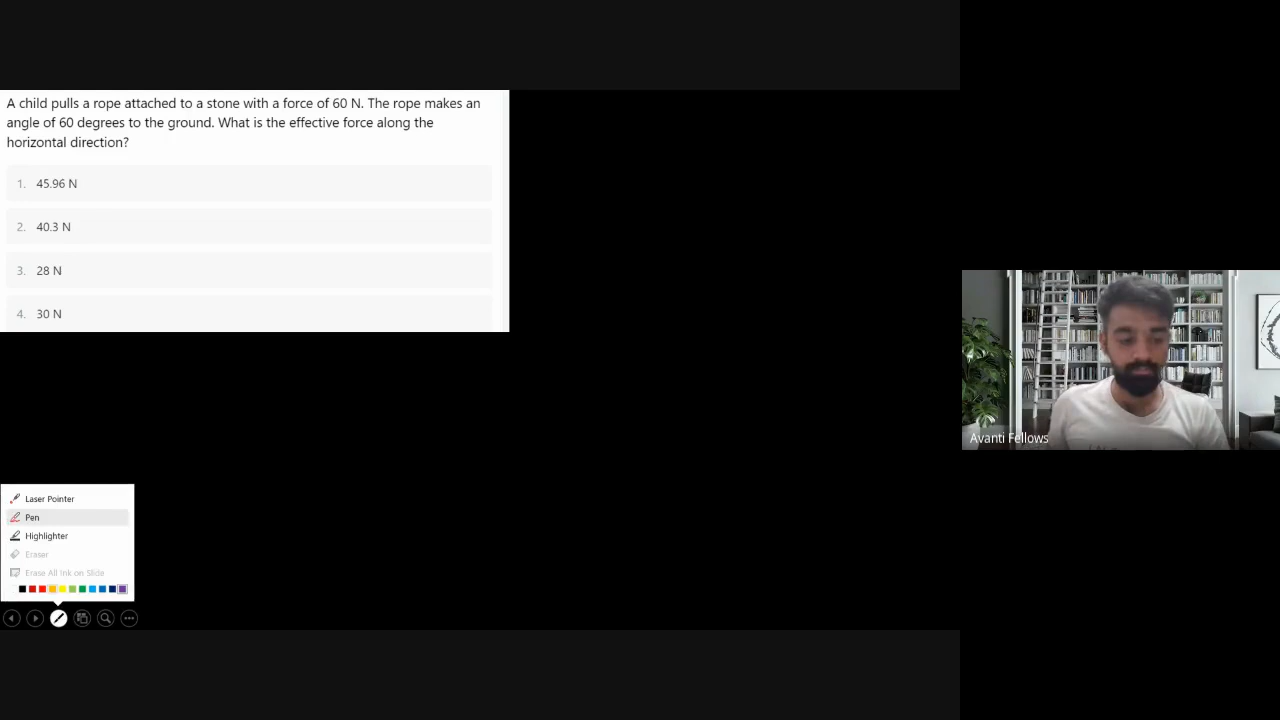 A child pulls a rope attached to a stone with a force of 60 N. The rope makes an
angle of 60 degrees to the ground. What is the effective force along the
horizontal direction?
1. 45.96 N
2. 40.3 N
3. 28 N
4. 30 N
Avanti Fellows
Laser Pointer
Pen
Highlighter
Eraser
Erase All Ink on Slide